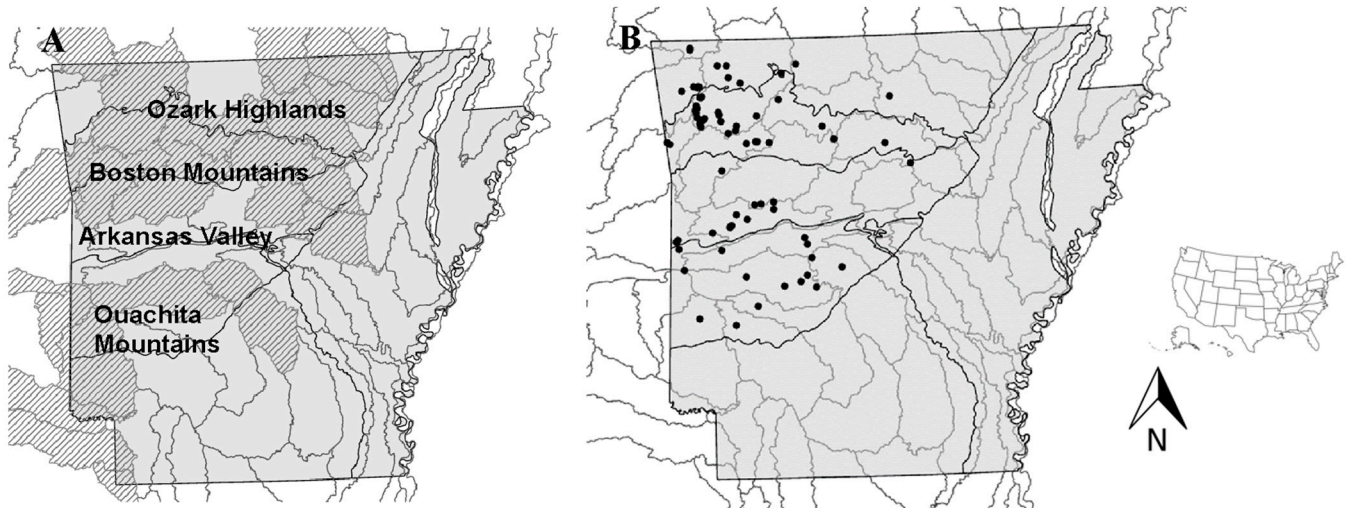 A
Ozark Highlands
Boston Mountains
Arkansas Valley
Ouachita
Mountains
B
N